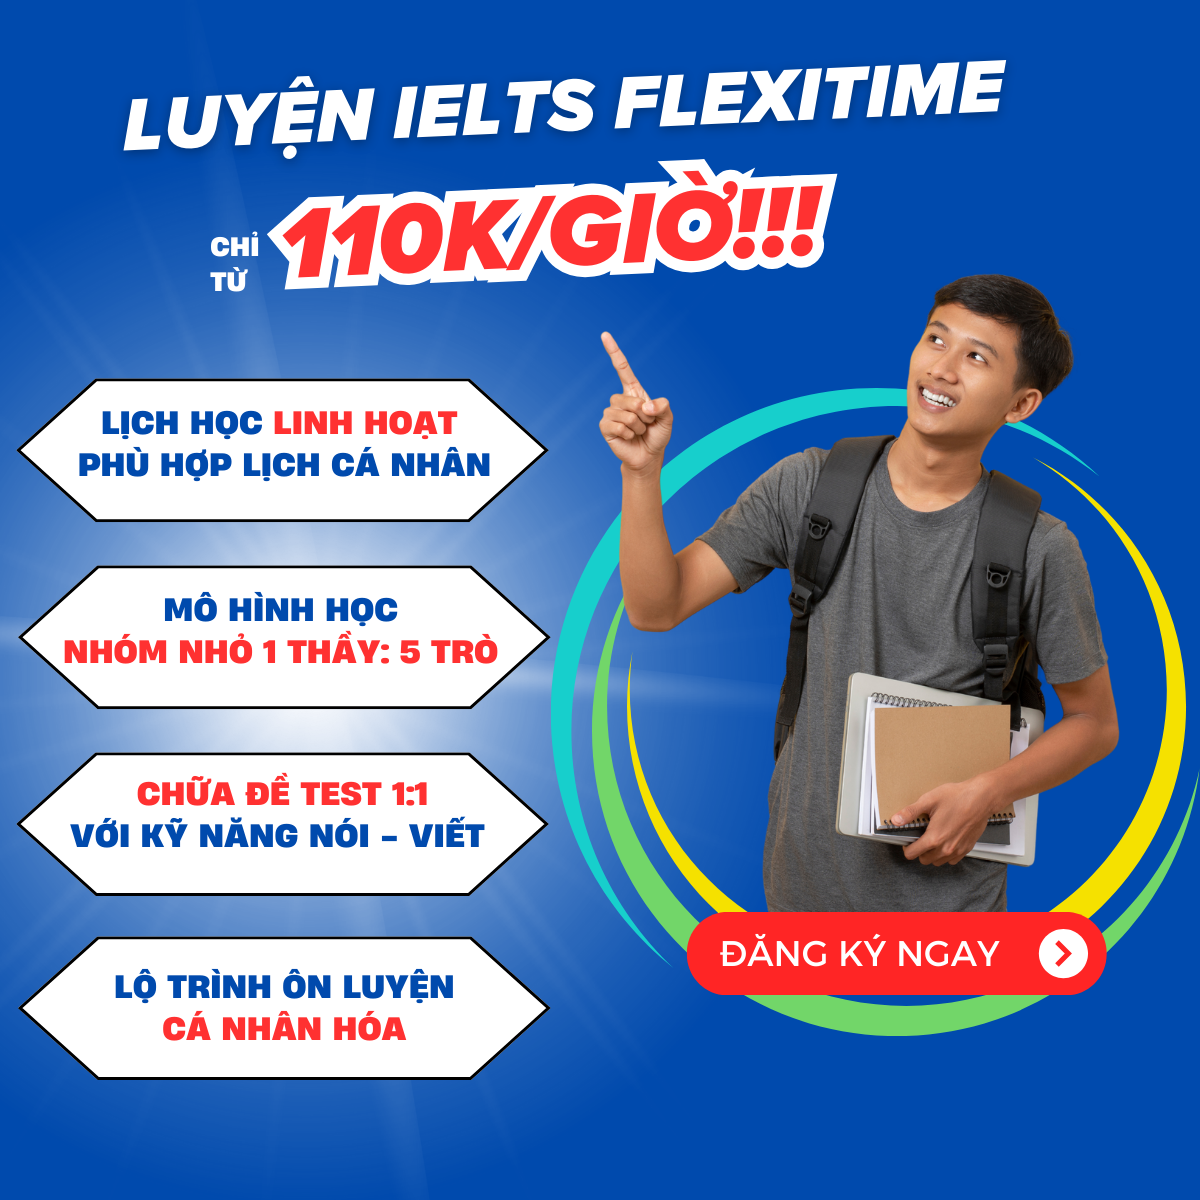 LUYỆN IELTS FLEXITIME
CHỈ
TỪ
110K/GIỜ!!!
LỊCH HỌC LINH HOẠT
PHÙ HỢP LỊCH CÁ NHÂN
MÔ HÌNH HỌC
NHÓM NHỎ 1 THẦY: 5 TRÒ
CHỮA ĐỀ TEST 1:1
VỚI KỸ NĂNG NÓI – VIẾT
LỘ TRÌNH ÔN LUYỆN
CÁ NHÂN HÓA
ĐĂNG KÝ NGAY